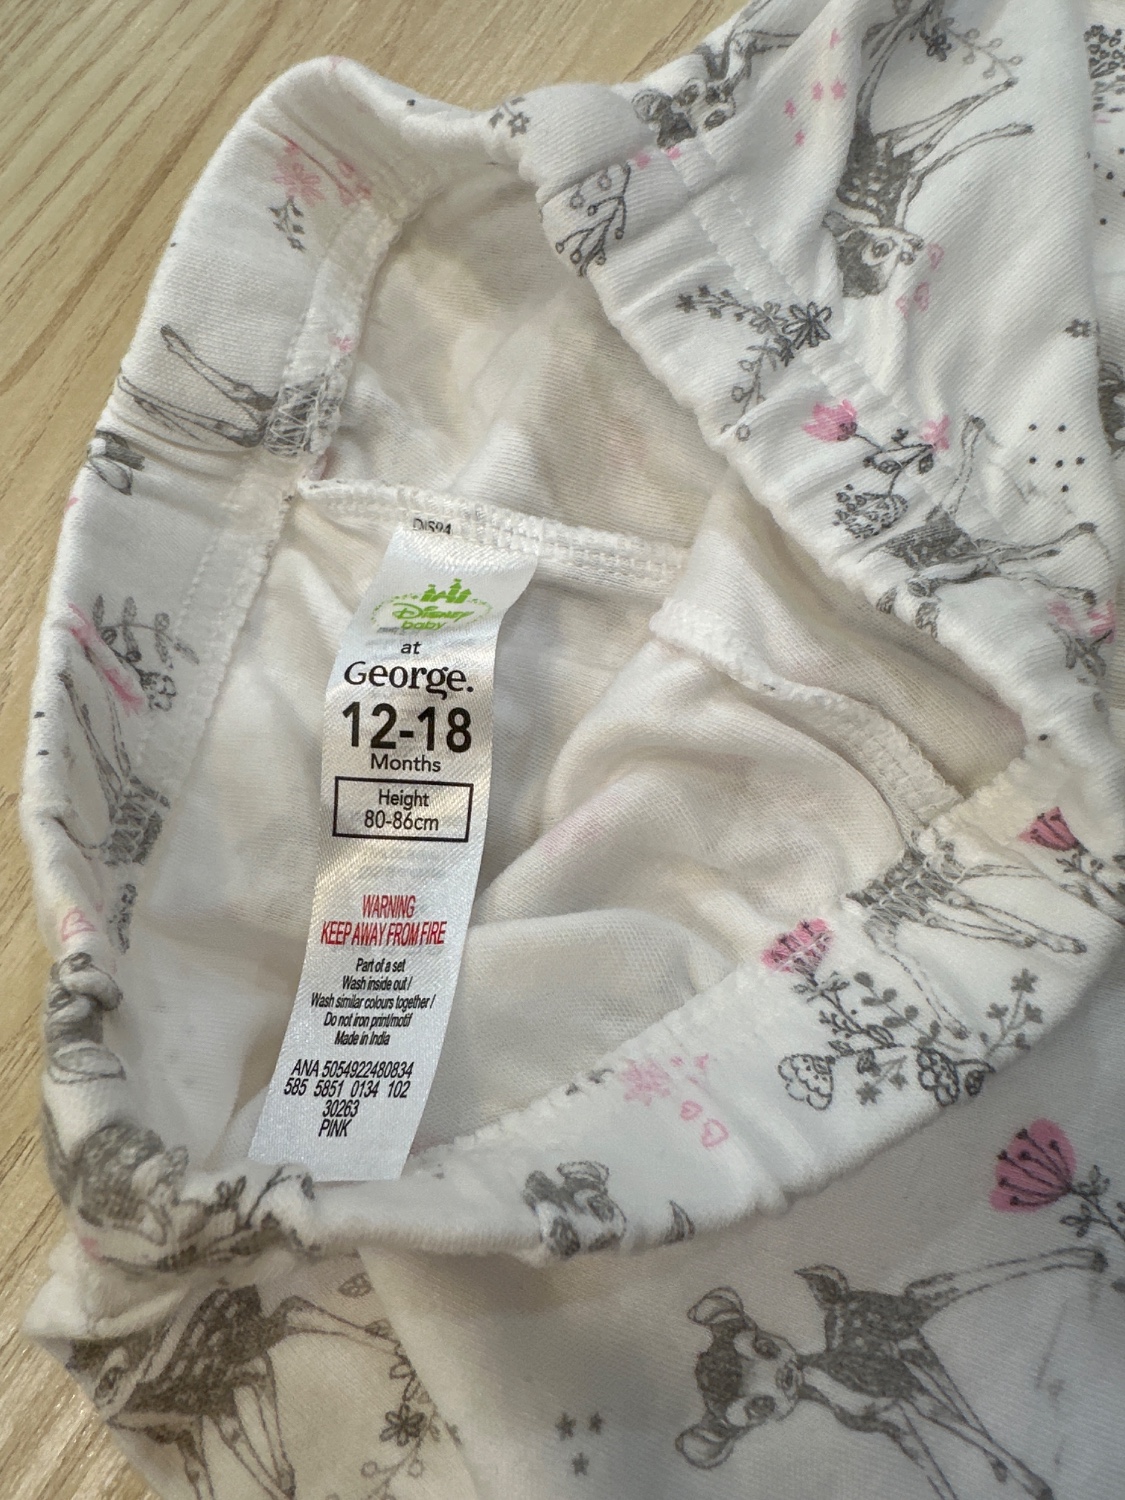 DIS94
Disney
baby
at
George.
12-18
Months
Height
80-86cm
WARNING
KEEP AWAY FROM FIRE
Part of a set
Wash inside out /
Wash similar colours together /
Do not iron print/motif
Made in India
ANA 5054922480834
585 5851 0134 102
30263
PINK